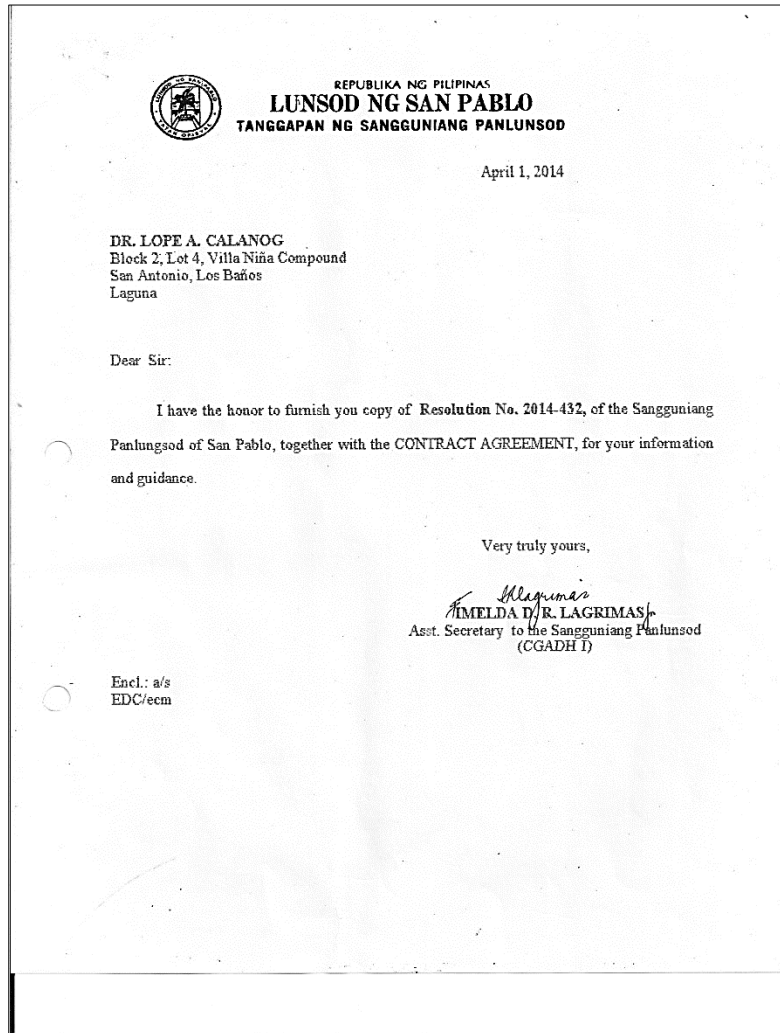 REPUBLIKA NG PILIPINAS
LUNSOD NG SAN PABLO
TANGGAPAN NG SANGGUNIANG PANLUNSOD
April 1, 2014
DR. LOPE A. CALANOG
Block 2, Lot 4, Villa Niña Compound
San Antonio, Los Baños
Laguna
Dear Sir:
I have the honor to furnish you copy of Resolution No. 2014-432, of the Sangguniang
Panlungsod of San Pablo, together with the CONTRACT AGREEMENT, for your information
and guidance.
Very truly yours,
IMELDA D. R. LAGRIMAS
Asst. Secretary to the Sangguniang Panlunsod
(CGADH I)
Encl.: a/s
EDC/ecm